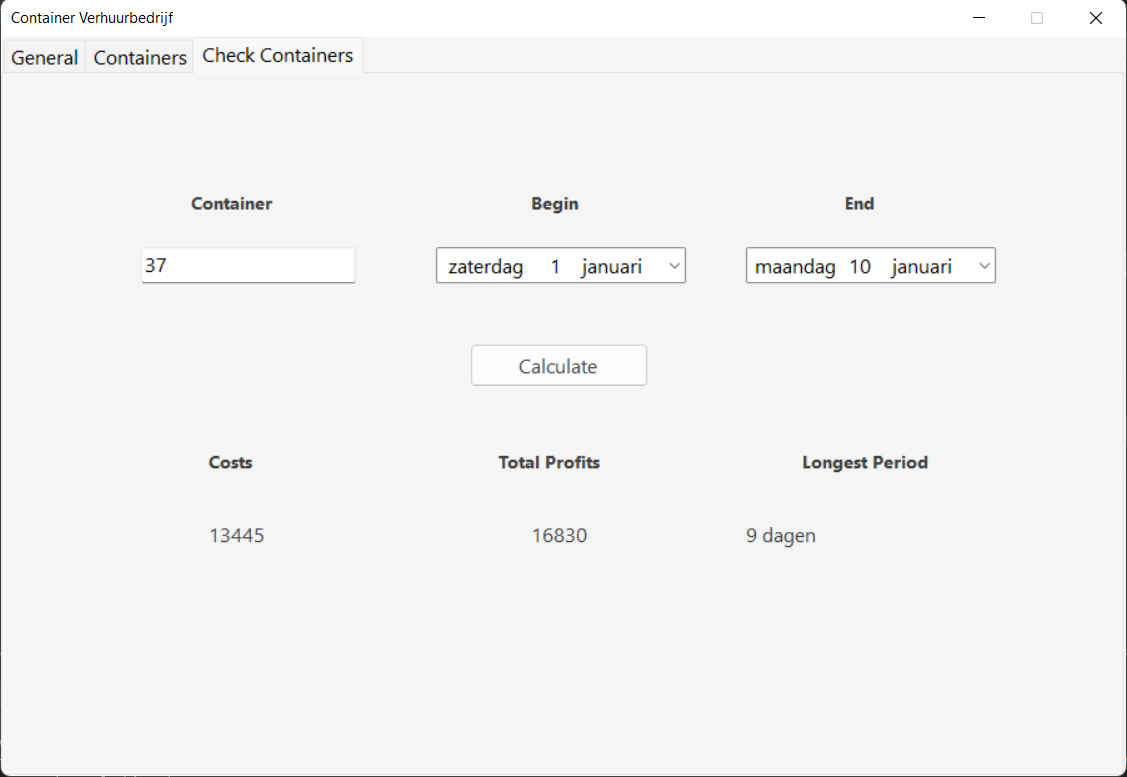 Container Verhuurbedrijf
General Containers Check Containers
Container Begin End
37 zaterdag 1 januari maandag 10 januari
Calculate
Costs Total Profits Longest Period
13445 16830 9 dagen